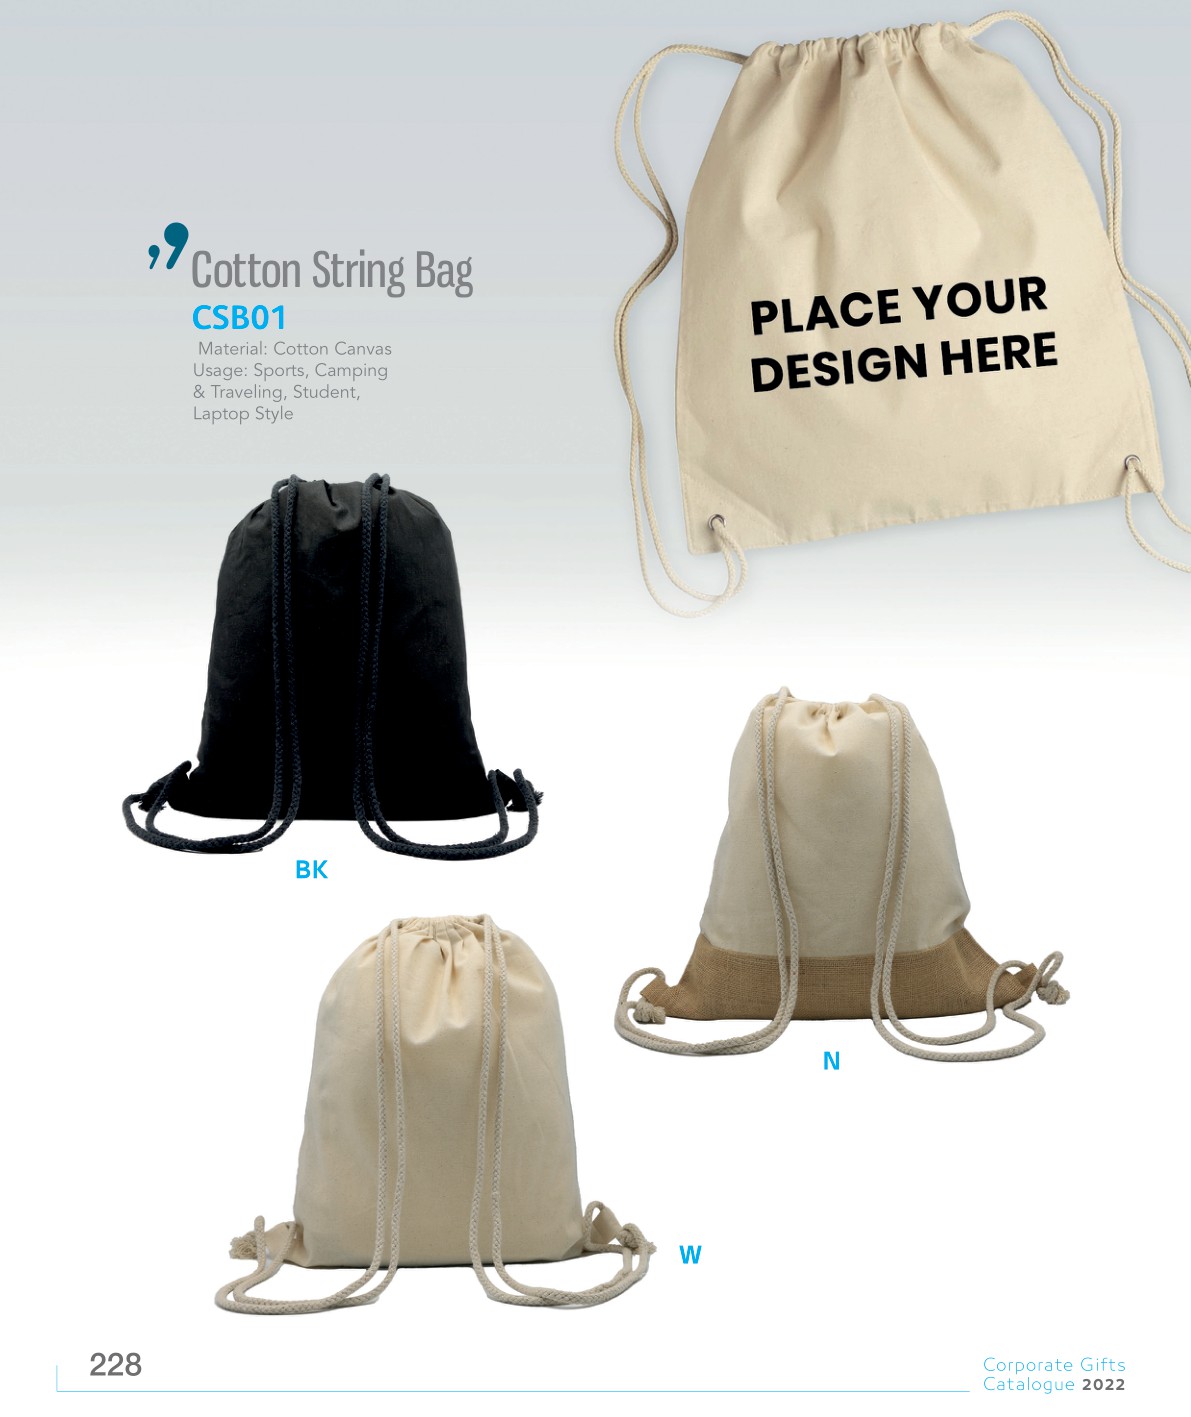 Cotton String Bag
CSB01
Material: Cotton Canvas
Usage: Sports, Camping
& Traveling, Student,
Laptop Style
PLACE YOUR
DESIGN HERE
BK
N
W
228
Corporate Gifts
Catalogue 2022